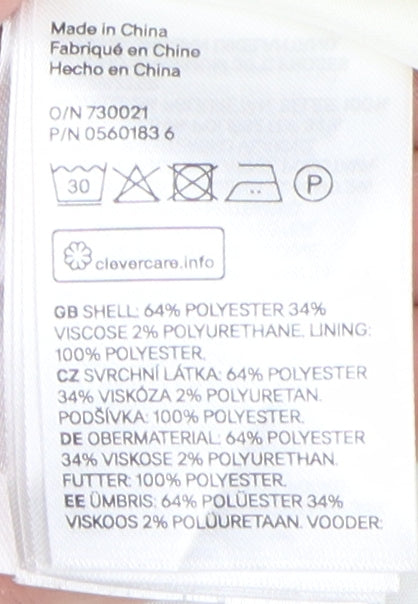 Made in China
Fabriqué en Chine
Hecho en China
O/N 730021
P/N 0560183 6
30 P
clevercare.info
GB SHELL: 64% POLYESTER 34%
VISCOSE 2% POLYURETHANE. LINING:
100% POLYESTER.
CZ SVRCHNÍ LÁTKA: 64% POLYESTER
34% VISKÓZA 2% POLYURETAN.
PODŠÍVKA: 100% POLYESTER.
DE OBERMATERIAL: 64% POLYESTER
34% VISKOSE 2% POLYURETHAN.
FUTTER: 100% POLYESTER.
EE ÜMBRIS: 64% POLÜESTER 34%
VISKOOS 2% POLÜURETAAN. VOODER: